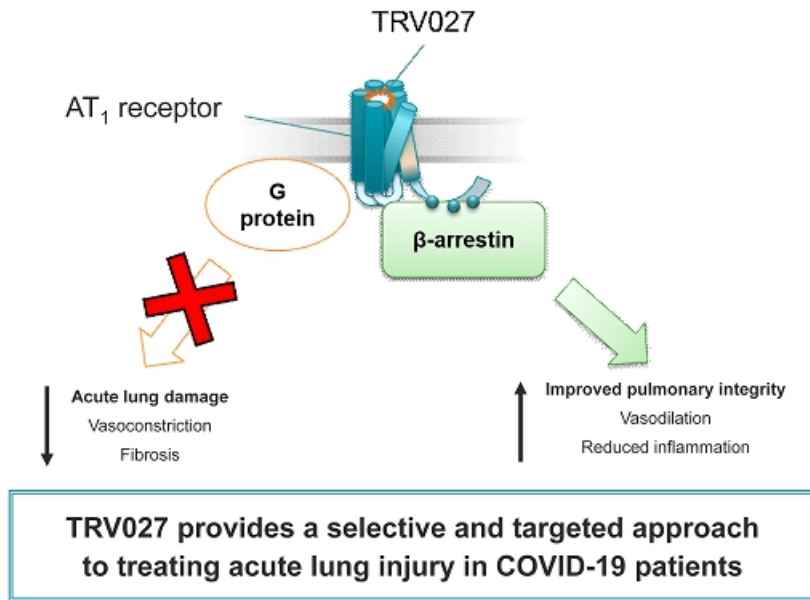 TRV027
AT₁ receptor
G
protein
β-arrestin
Acute lung damage
Vasoconstriction
Fibrosis
Improved pulmonary integrity
Vasodilation
Reduced inflammation
TRV027 provides a selective and targeted approach
to treating acute lung injury in COVID-19 patients